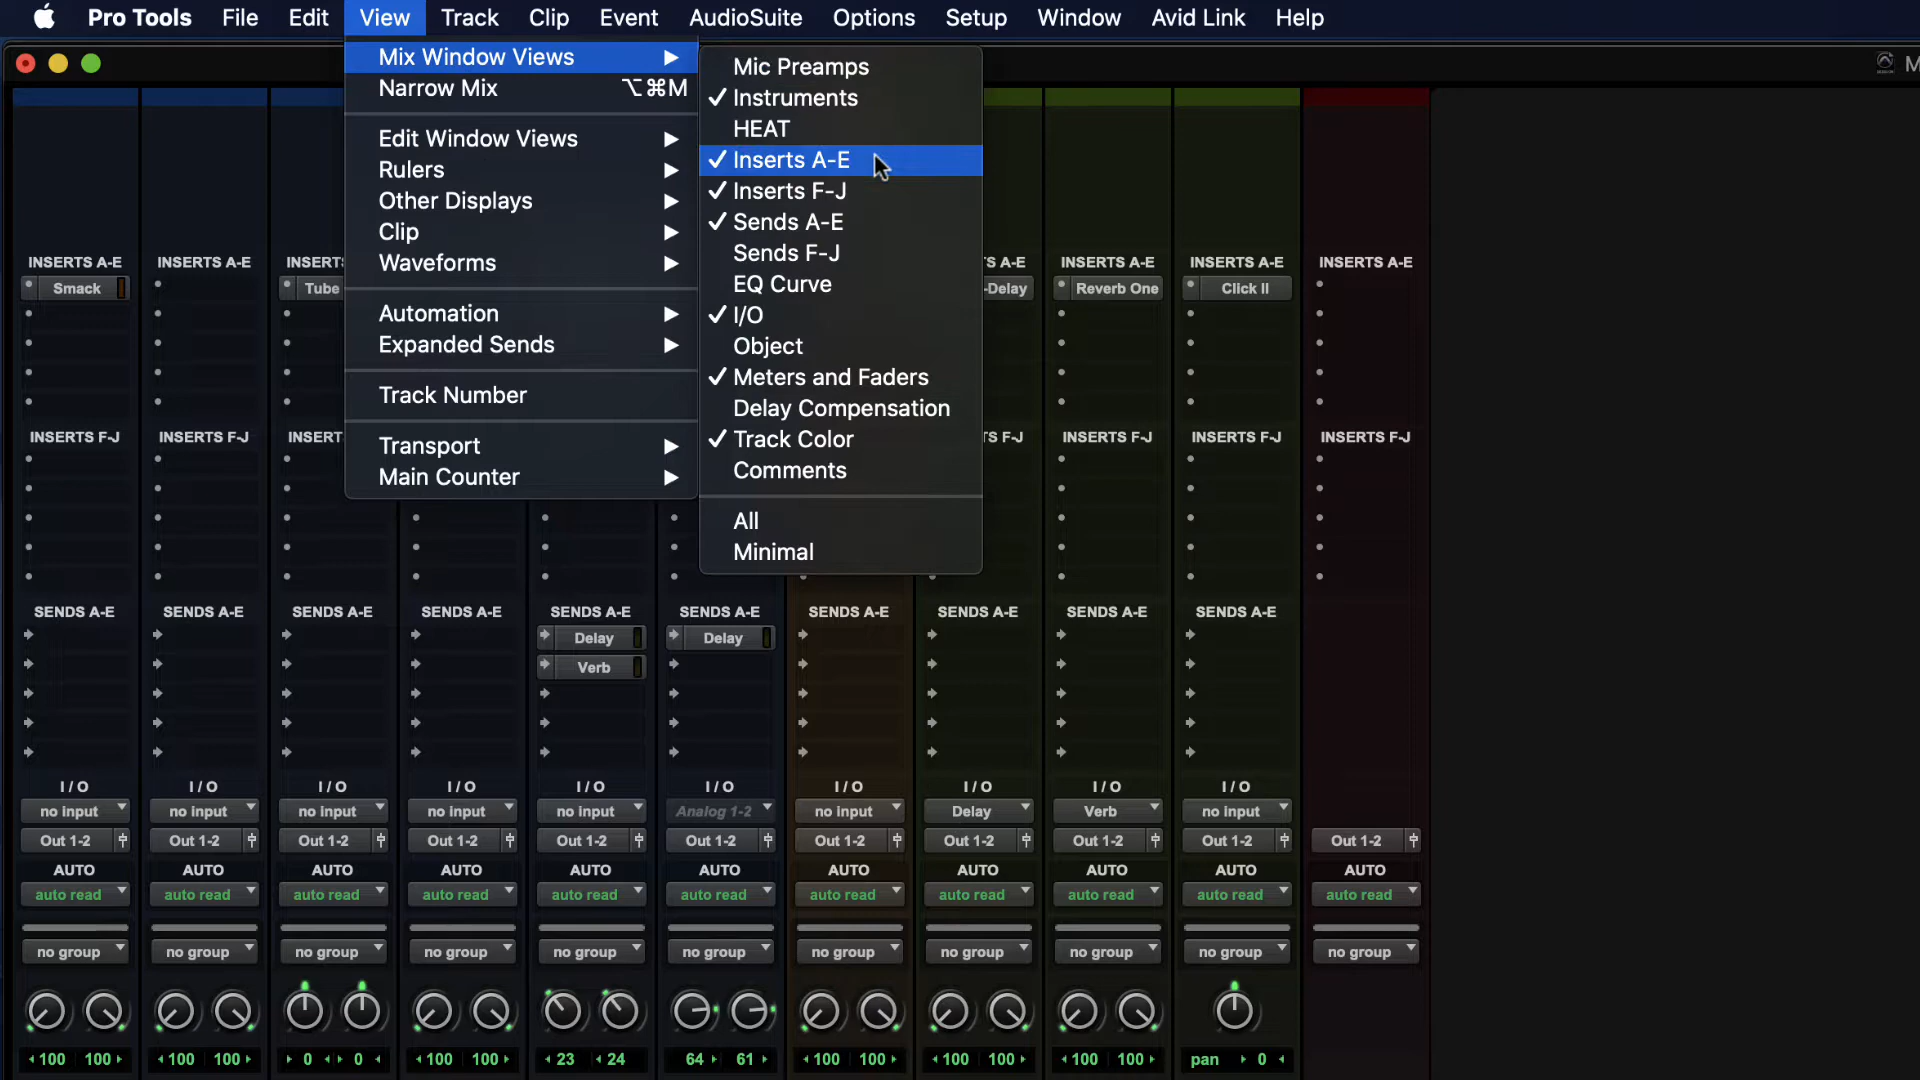 Pro Tools File Edit View Track Clip Event AudioSuite Options Setup Window Avid Link Help
Mix Window Views
Narrow Mix ⌥⌘M
Edit Window Views
Rulers
Other Displays
Clip
Waveforms
Automation
Expanded Sends
Track Number
Transport
Main Counter
Mic Preamps
✓ Instruments
HEAT
✓ Inserts A-E
✓ Inserts F-J
✓ Sends A-E
Sends F-J
EQ Curve
✓ I/O
Object
✓ Meters and Faders
Delay Compensation
✓ Track Color
Comments
All
Minimal
M
INSERTS A-E INSERTS A-E INSERT S A-E INSERTS A-E INSERTS A-E INSERTS A-E
Smack Tube -Delay Reverb One Click II
INSERTS F-J INSERTS F-J INSERT S F-J INSERTS F-J INSERTS F-J INSERTS F-J
SENDS A-E SENDS A-E SENDS A-E SENDS A-E SENDS A-E SENDS A-E SENDS A-E SENDS A-E SENDS A-E SENDS A-E
Delay Delay
Verb
I / O I / O I / O I / O I / O I / O I / O I / O I / O I / O
no input no input no input no input no input Analog 1-2 no input Delay Verb no input
Out 1-2 Out 1-2 Out 1-2 Out 1-2 Out 1-2 Out 1-2 Out 1-2 Out 1-2 Out 1-2 Out 1-2 Out 1-2
AUTO AUTO AUTO AUTO AUTO AUTO AUTO AUTO AUTO AUTO AUTO
auto read auto read auto read auto read auto read auto read auto read auto read auto read auto read auto read
no group no group no group no group no group no group no group no group no group no group no group
100 100 100 100 0 0 100 100 23 24 64 61 100 100 100 100 100 100 pan 0